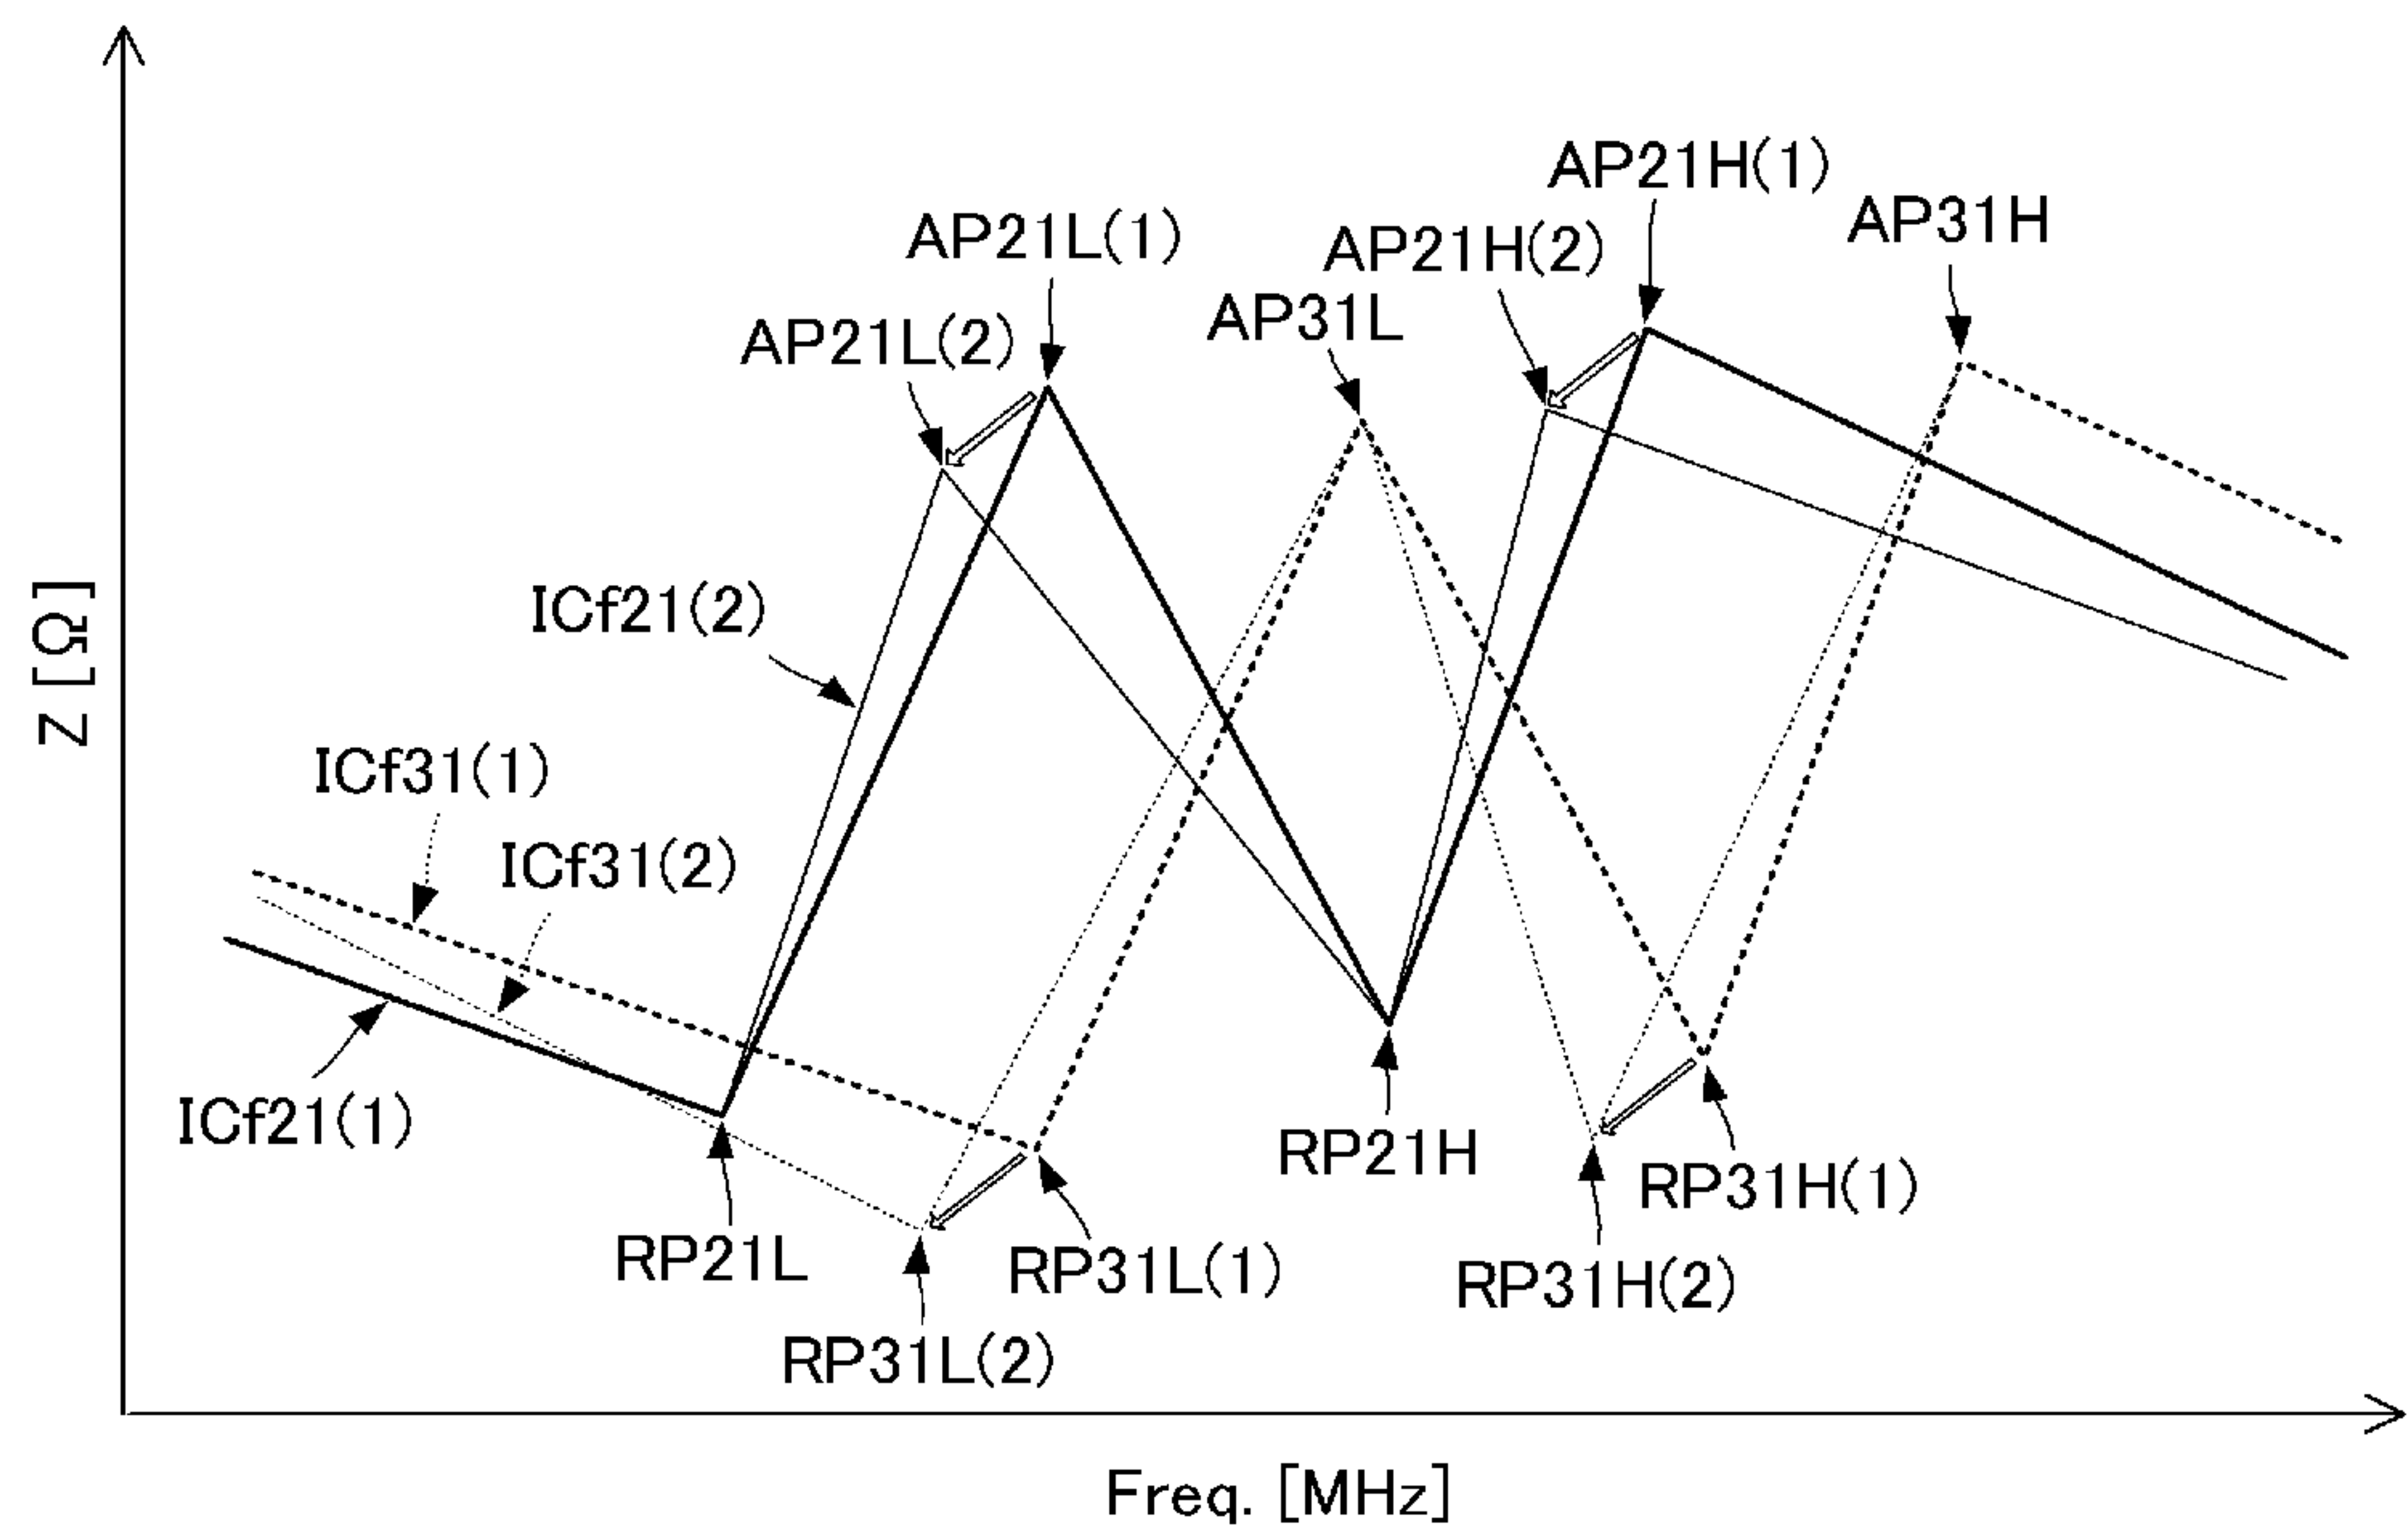 AP21H(1)
AP31H
AP21L(1)
AP21H(2)
AP31L
AP21L(2)
ICf21(2)
Z [Ω]
ICf31(1)
ICf31(2)
ICf21(1)
RP21H
RP31H(1)
RP21L
RP31L(1)
RP31H(2)
RP31L(2)
Freq. [MHz]